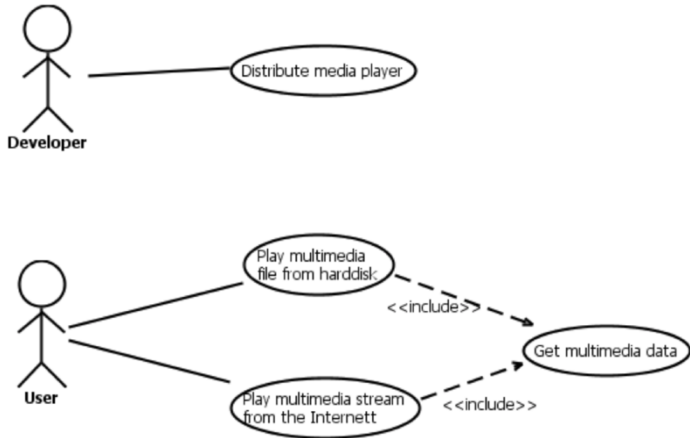 Distribute media player
Developer
Play multimedia
file from harddisk
<<include>>
Get multimedia data
User
Play multimedia stream
from the Internett
<<include>>